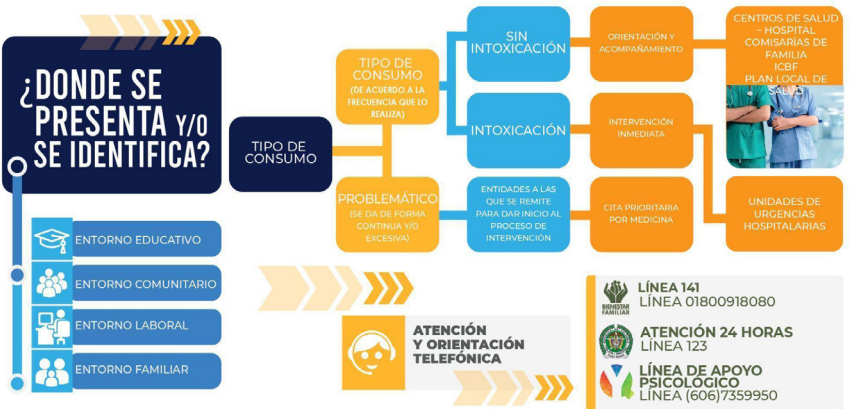 ¿DONDE SE
PRESENTA Y/O
SE IDENTIFICA?
ENTORNO EDUCATIVO
ENTORNO COMUNITARIO
ENTORNO LABORAL
ENTORNO FAMILIAR
TIPO DE
CONSUMO
TIPO DE
CONSUMO
(DE ACUERDO A LA
FRECUENCIA QUE LO
REALIZA)
SIN
INTOXICACIÓN
ORIENTACIÓN Y
ACOMPAÑAMIENTO
CENTROS DE SALUD
– HOSPITAL
COMISARÍAS DE
FAMILIA
ICBF
PLAN LOCAL DE
SALUD
INTOXICACIÓN
INTERVENCIÓN
INMEDIATA
PROBLEMÁTICO
(SE DA DE FORMA
CONTINUA Y/O
EXCESIVA)
ENTIDADES A LAS
QUE SE REMITE
PARA DAR INICIO AL
PROCESO DE
INTERVENCIÓN
CITA PRIORITARIA
POR MEDICINA
UNIDADES DE
URGENCIAS
HOSPITALARIAS
ATENCIÓN
Y ORIENTACIÓN
TELEFÓNICA
BIENESTAR
FAMILIAR
LÍNEA 141
LÍNEA 01800918080
ATENCIÓN 24 HORAS
LÍNEA 123
LÍNEA DE APOYO
PSICOLÓGICO
LÍNEA (606)7359950